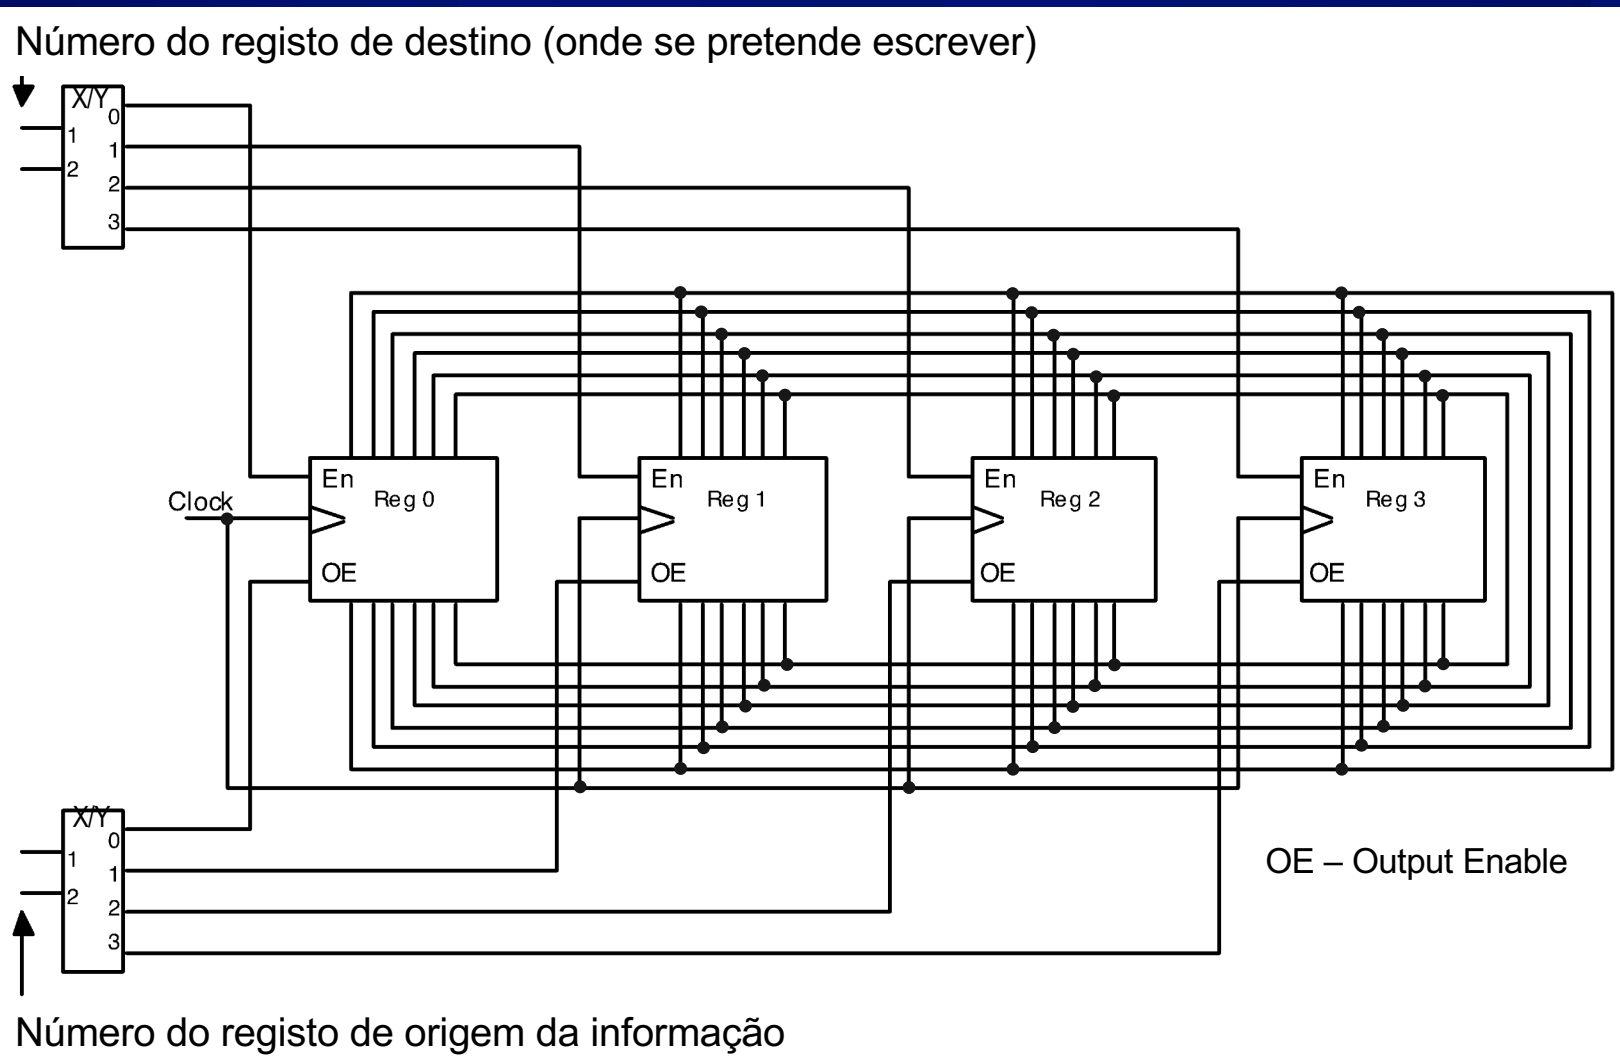 Número do registo de destino (onde se pretende escrever)
X/Y
0
1
1
2
2
3
En
Reg 0
En
Reg 1
En
Reg 2
En
Reg 3
Clock
OE
OE
OE
OE
X/Y
0
1
1
2
2
3
OE – Output Enable
Número do registo de origem da informação